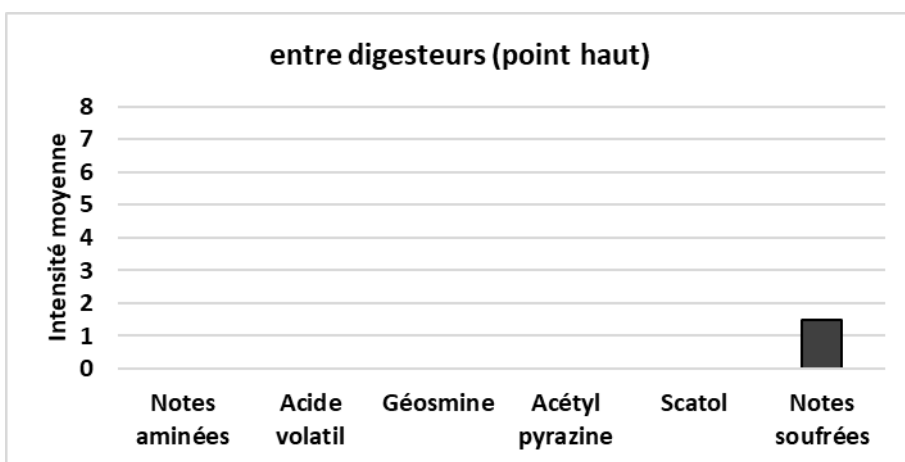 entre digesteurs (point haut)
Intensité moyenne
8
7
6
5
4
3
2
1
0
Notes aminées
Acide volatil
Géosmine
Acétyl pyrazine
Scatol
Notes soufrées